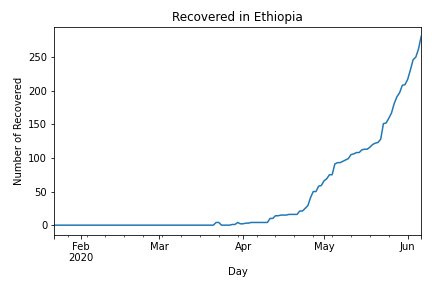 Recovered in Ethiopia
Number of Recovered
250
200
150
100
50
0
Feb
2020
Mar
Apr
May
Jun
Day